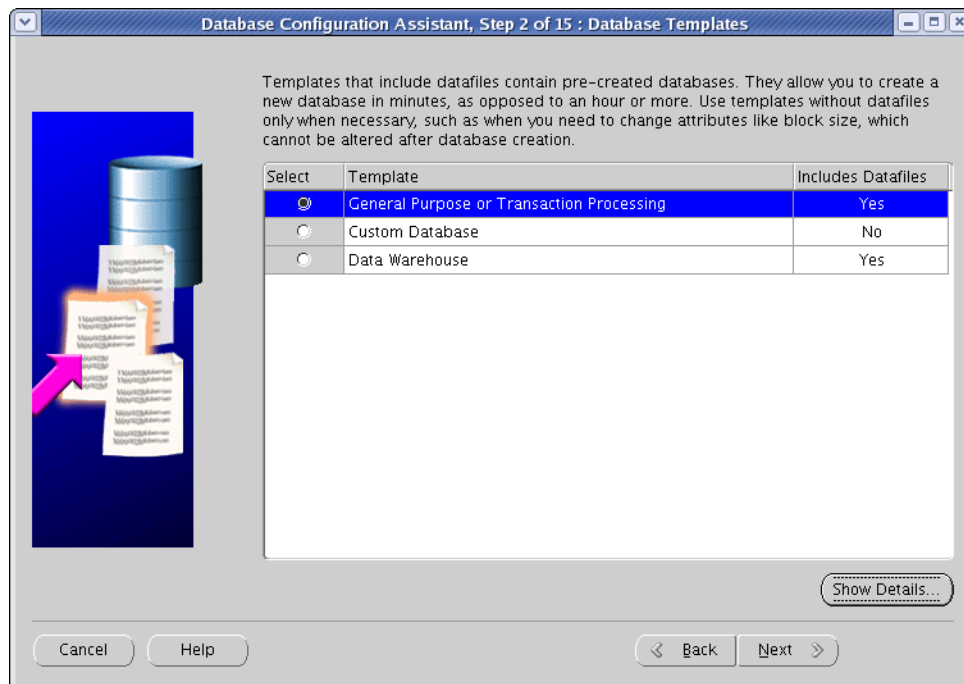 Database Configuration Assistant, Step 2 of 15 : Database Templates
Templates that include datafiles contain pre-created databases. They allow you to create a
new database in minutes, as opposed to an hour or more. Use templates without datafiles
only when necessary, such as when you need to change attributes like block size, which
cannot be altered after database creation.
Select Template Includes Datafiles
General Purpose or Transaction Processing Yes
Custom Database No
Data Warehouse Yes
Show Details...
Cancel Help Back Next